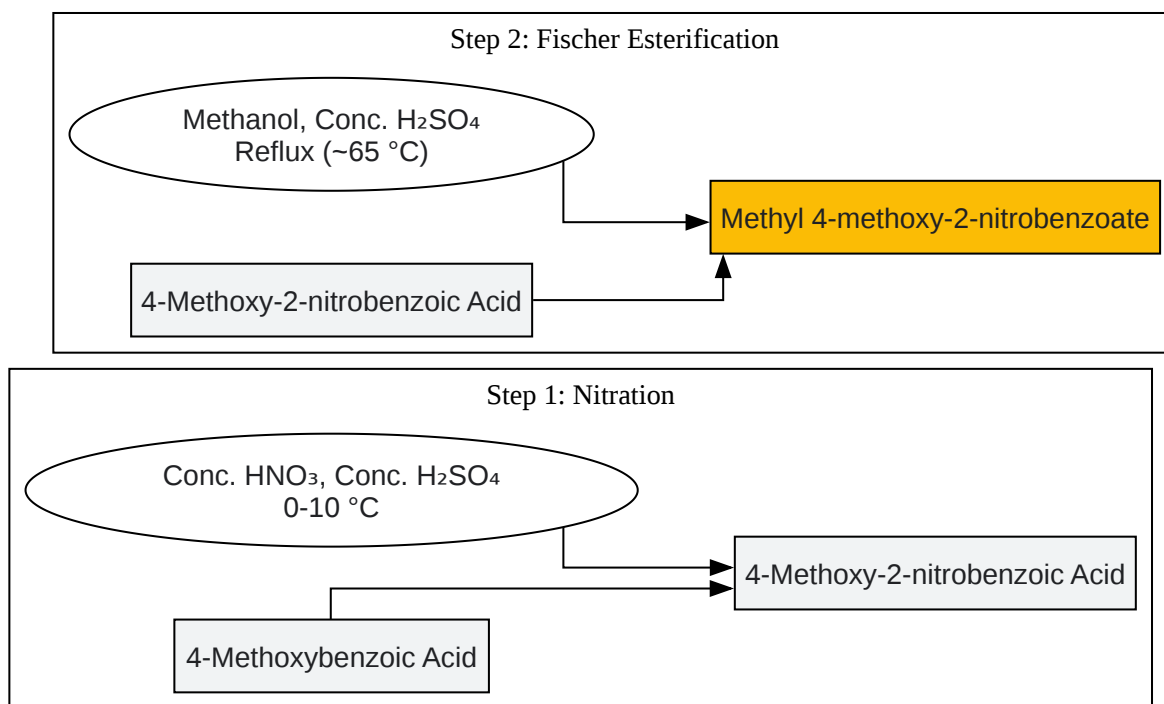 Step 2: Fischer Esterification
Methanol, Conc. H₂SO₄
Reflux (~65 °C)
Methyl 4-methoxy-2-nitrobenzoate
4-Methoxy-2-nitrobenzoic Acid
Step 1: Nitration
Conc. HNO₃, Conc. H₂SO₄
0-10 °C
4-Methoxy-2-nitrobenzoic Acid
4-Methoxybenzoic Acid